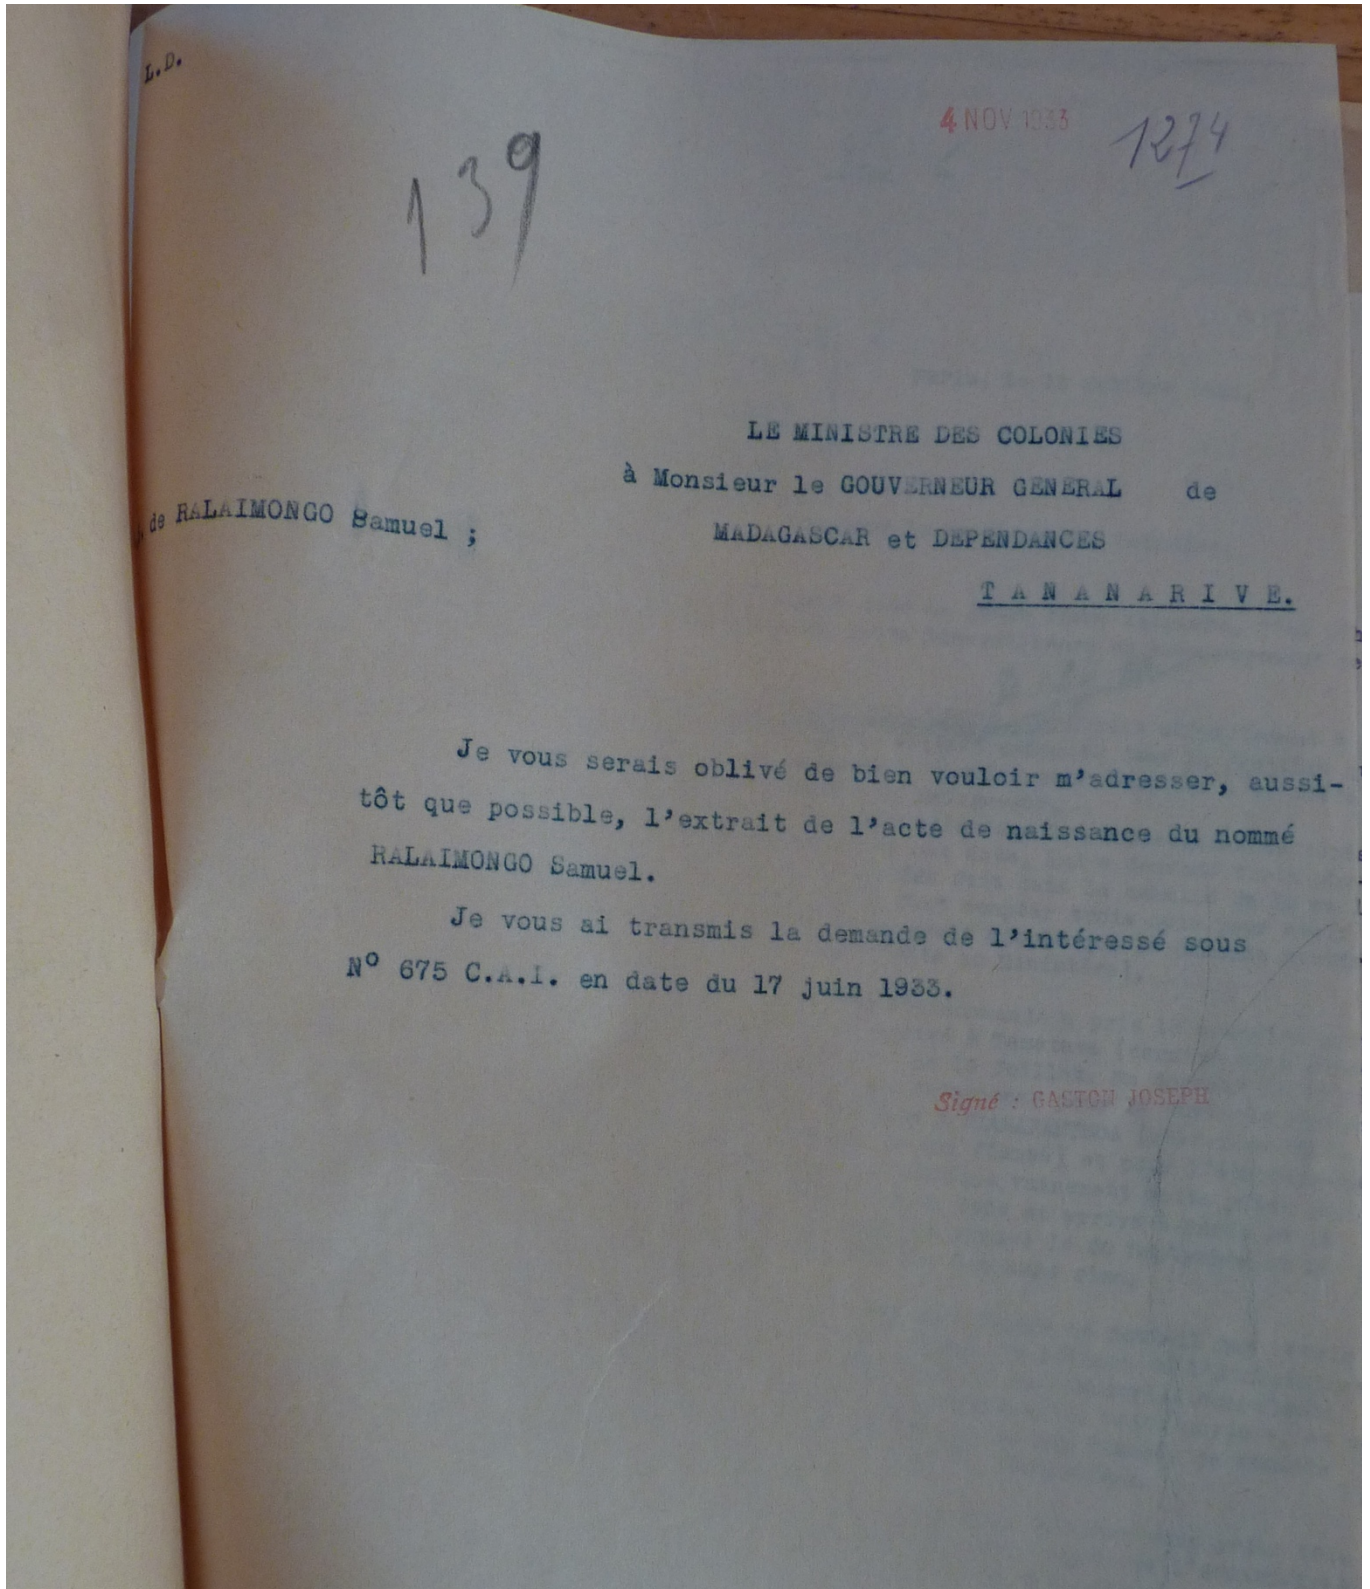 L.D.
4 NOV 1933
1274
139
LE MINISTRE DES COLONIES
à Monsieur le GOUVERNEUR GENERAL de
MADAGASCAR et DEPENDANCES
TANANARIVE.
de RALAIMONGO Samuel ;
Je vous serais oblivé de bien vouloir m'adresser, aussi-
tôt que possible, l'extrait de l'acte de naissance du nommé
RALAIMONGO Samuel.
Je vous ai transmis la demande de l'intéressé sous
N° 675 C.A.I. en date du 17 juin 1933.
Signé : GASTON JOSEPH